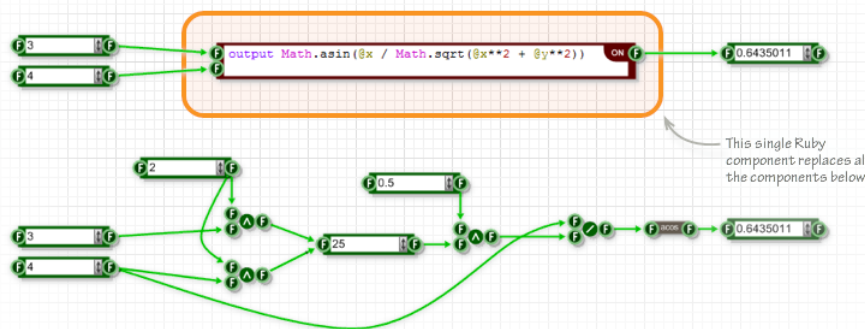 F 3 F
F 4 F
F output Math.asin(@x / Math.sqrt(@x**2 + @y**2)) ON F
F
F 0.6435011 F
This single Ruby
component replaces al
the components below
F 2 F
F 0.5 F
F 3 F
F 4 F
F F ^ F
F F ^ F
F 25 F
F F ^ F
F F / F
F acos F
F 0.6435011 F